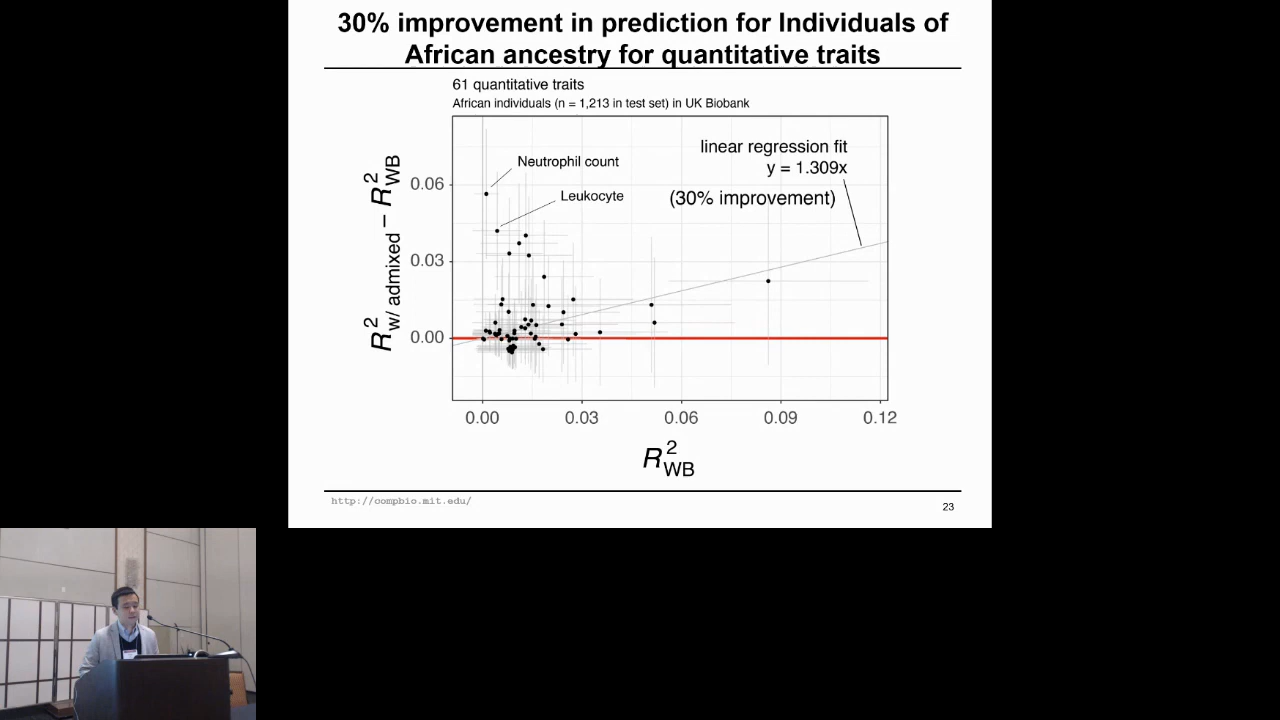 30% improvement in prediction for Individuals of
African ancestry for quantitative traits
61 quantitative traits
African individuals (n = 1,213 in test set) in UK Biobank
linear regression fit
y = 1.309x
(30% improvement)
Neutrophil count
Leukocyte
R²w/ admixed − R²WB
0.06
0.03
0.00
0.00 0.03 0.06 0.09 0.12
R²WB
http://compbio.mit.edu/
23